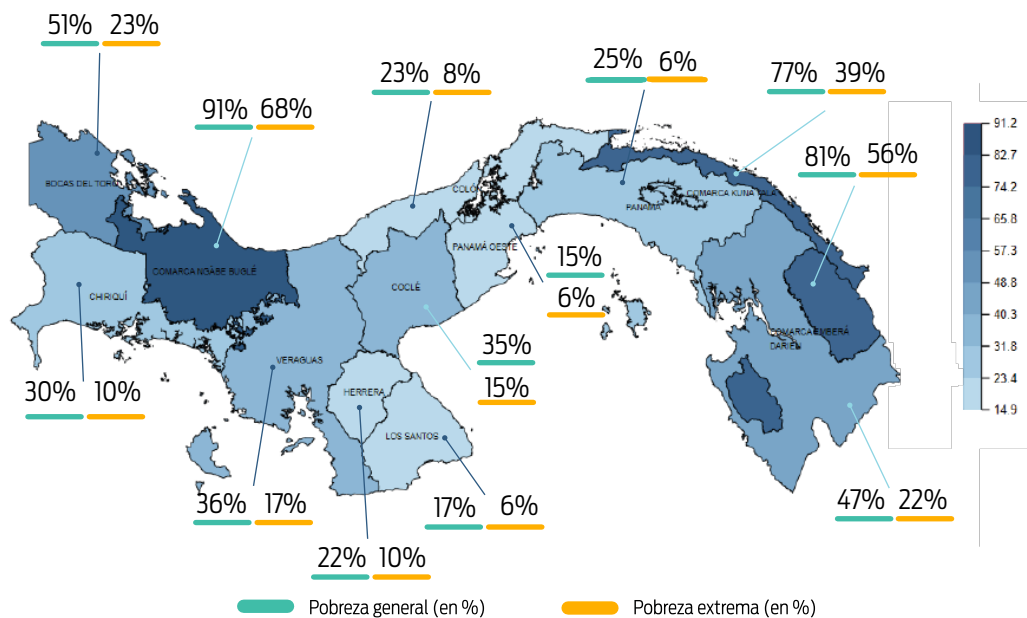 51% 23%
91% 68%
23% 8%
25% 6%
77% 39%
81% 56%
91.2
82.7
74.2
65.8
57.3
48.8
40.3
31.8
23.4
14.9
BOCAS DEL TORO
COMARCA NGÄBE BUGLÉ
CHIRIQUÍ
VERAGUAS
COCLÉ
COLÓN
PANAMÁ OESTE
PANAMÁ
COMARCA KUNA YALA
COMARCA EMBERÁ
DARIÉN
HERRERA
LOS SANTOS
15%
6%
35%
15%
30% 10%
36% 17%
17% 6%
22% 10%
47% 22%
Pobreza general (en %)
Pobreza extrema (en %)